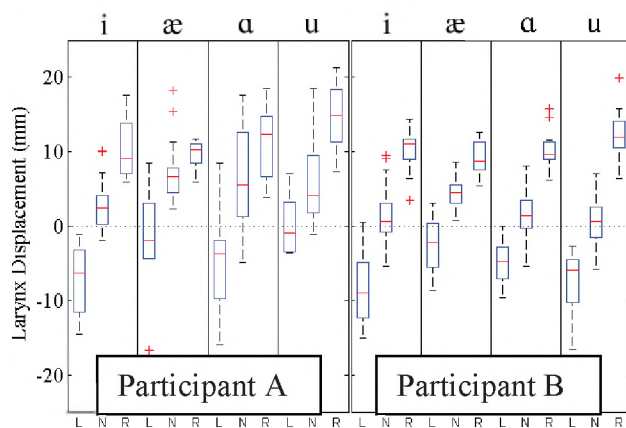 i æ ɑ u i æ ɑ u
Larynx Displacement (mm)
20
10
0
-10
-20
Participant A
Participant B
L N R L N R L N R L N R L N R L N R L N R L N R